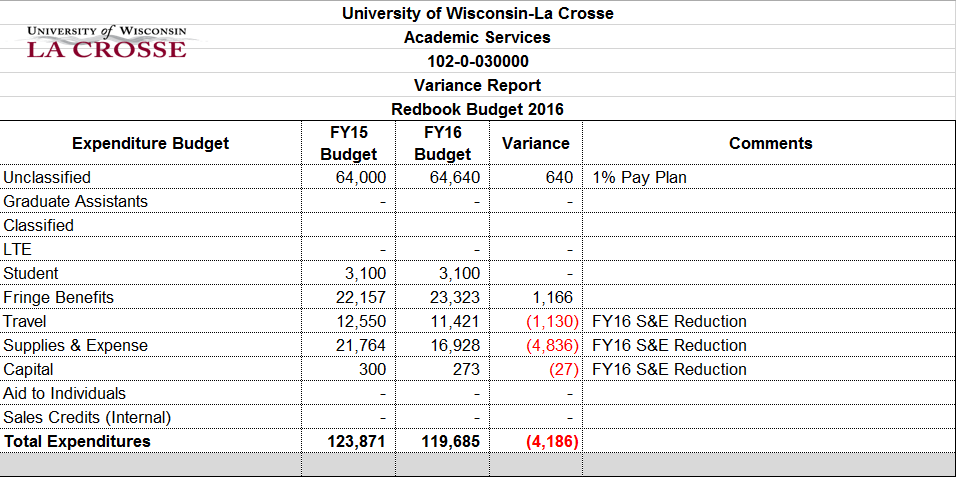 University of Wisconsin-La Crosse
UNIVERSITY of WISCONSIN
LA CROSSE
Academic Services
102-0-030000
Variance Report
Redbook Budget 2016
Expenditure Budget FY15 Budget FY16 Budget Variance Comments
Unclassified 64,000 64,640 640 1% Pay Plan
Graduate Assistants - - -
Classified
LTE - - -
Student 3,100 3,100 -
Fringe Benefits 22,157 23,323 1,166
Travel 12,550 11,421 (1,130) FY16 S&E Reduction
Supplies & Expense 21,764 16,928 (4,836) FY16 S&E Reduction
Capital 300 273 (27) FY16 S&E Reduction
Aid to Individuals - - -
Sales Credits (Internal) - - -
Total Expenditures 123,871 119,685 (4,186)